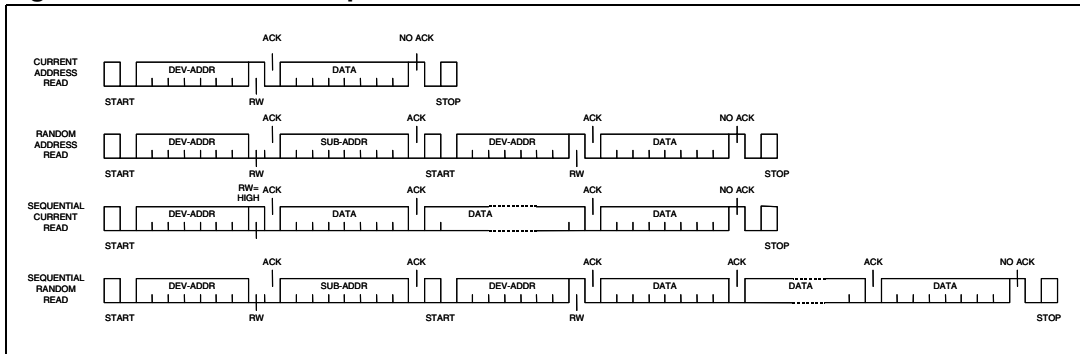 ACK NO ACK
CURRENT
ADDRESS
READ
DEV-ADDR DATA
START RW STOP
ACK ACK ACK NO ACK
RANDOM
ADDRESS
READ
DEV-ADDR SUB-ADDR DEV-ADDR DATA
START RW START RW STOP
RW=
HIGH
ACK ACK ACK NO ACK
SEQUENTIAL
CURRENT
READ
DEV-ADDR DATA DATA DATA
START STOP
ACK ACK ACK ACK ACK NO ACK
SEQUENTIAL
RANDOM
READ
DEV-ADDR SUB-ADDR DEV-ADDR DATA DATA DATA
START RW START RW STOP